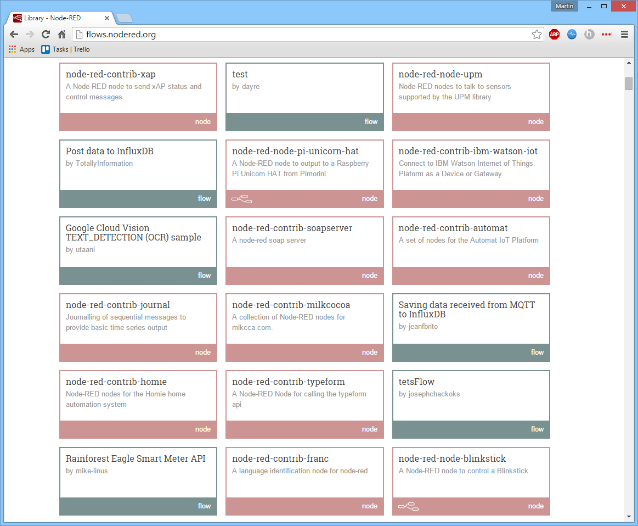 Martin
Library - Node-RED
flows.nodered.org
ABP
Apps
Tasks | Trello
node-red-contrib-xap
A Node-RED node to send xAP status and
control messages
node
test
by dayre
flow
node-red-node-upm
Node-RED nodes to talk to sensors
supported by the UPM library
node
Post data to InfluxDB
by TotallyInformation
flow
node-red-node-pi-unicorn-hat
A Node-RED node to output to a Raspberry
Pi Unicorn HAT from Pimorini
node
node-red-contrib-ibm-watson-iot
Connect to IBM Watson Internet of Things
Platform as a Device or Gateway
node
Google Cloud Vision
TEXT_DETECTION (OCR) sample
by utaani
flow
node-red-contrib-soapserver
A node-red soap server
node
node-red-contrib-automat
A set of nodes for the Automat IoT Platform
node
node-red-contrib-journal
Journalling of sequential messages to
provide basic time series output
node
node-red-contrib-milkcocoa
A collection of Node-RED nodes for
mlkcca.com.
node
Saving data received from MQTT
to InfluxDB
by jeanlbrito
flow
node-red-contrib-homie
Node-RED nodes for the Homie home
automation system
node
node-red-contrib-typeform
A Node-RED Node for calling the typeform
api
node
tetsFlow
by josephchackoks
flow
Rainforest Eagle Smart Meter API
by mike-linus
flow
node-red-contrib-franc
A language identification node for node-red
node
node-red-node-blinkstick
A Node-RED node to control a Blinkstick
node